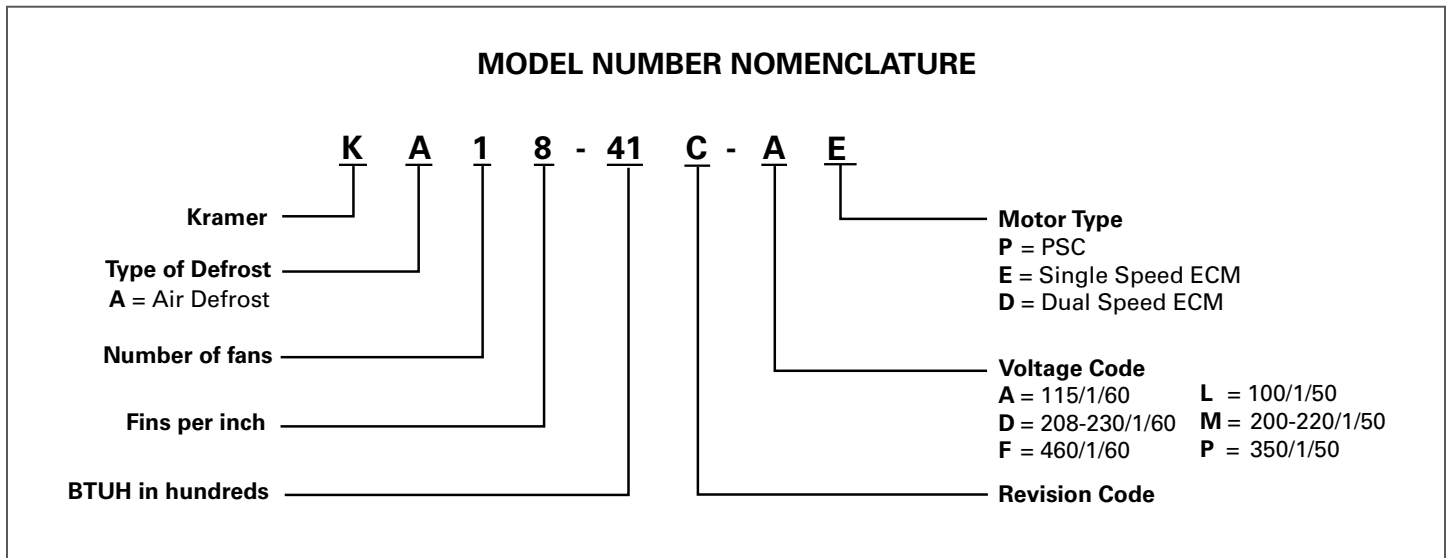 MODEL NUMBER NOMENCLATURE
K A 1 8 - 41 C - A E
Kramer
Type of Defrost
A = Air Defrost
Number of fans
Fins per inch
BTUH in hundreds
Motor Type
P = PSC
E = Single Speed ECM
D = Dual Speed ECM
Voltage Code
A = 115/1/60 L = 100/1/50
D = 208-230/1/60 M = 200-220/1/50
F = 460/1/60 P = 350/1/50
Revision Code